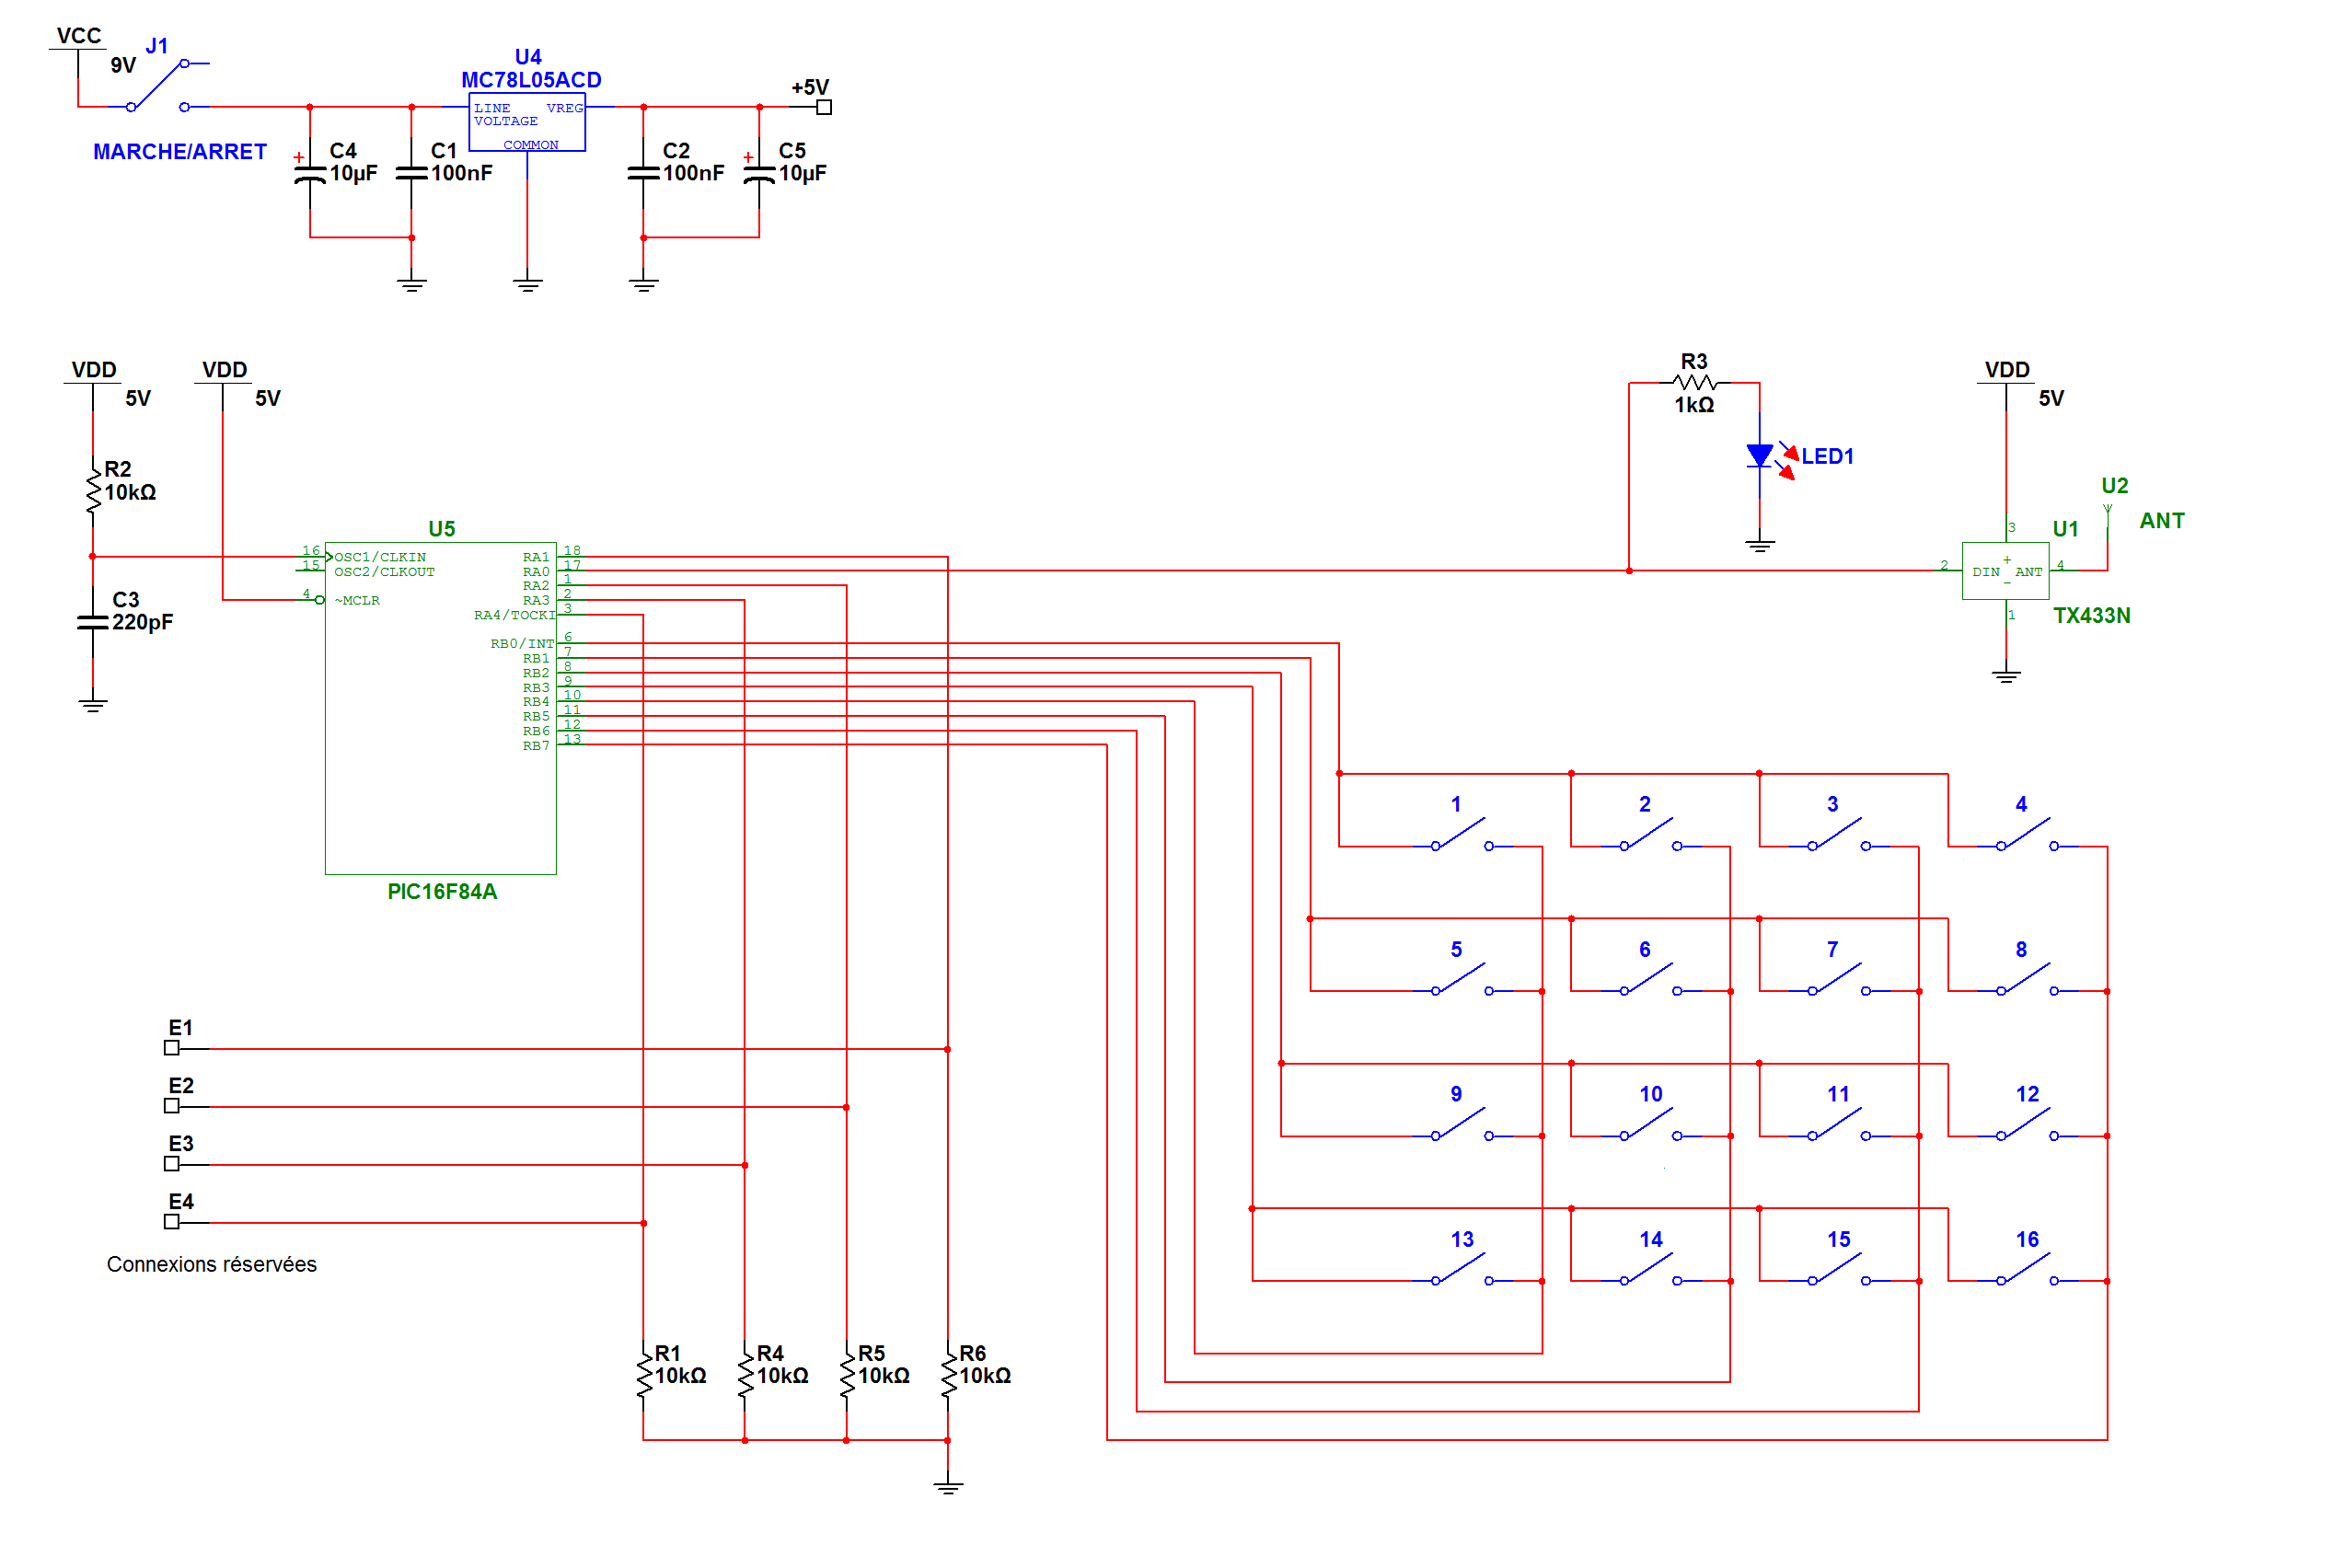 VCC
9V
J1
MARCHE/ARRET
U4
MC78L05ACD
LINE VREG
VOLTAGE
COMMON
+5V
+
C4
10µF
C1
100nF
C2
100nF
+
C5
10µF
VDD
5V
VDD
5V
R2
10kΩ
C3
220pF
U5
16 OSC1/CLKIN
15 OSC2/CLKOUT
4 ~MCLR
RA1 18
RA0 17
RA2 1
RA3 2
RA4/TOCKI 3
RB0/INT 6
RB1 7
RB2 8
RB3 9
RB4 10
RB5 11
RB6 12
RB7 13
PIC16F84A
R3
1kΩ
LED1
VDD
5V
U2
ANT
U1
3
2 DIN + ANT 4
-
1
TX433N
1 2 3 4
5 6 7 8
9 10 11 12
13 14 15 16
E1
E2
E3
E4
Connexions réservées
R1
10kΩ
R4
10kΩ
R5
10kΩ
R6
10kΩ